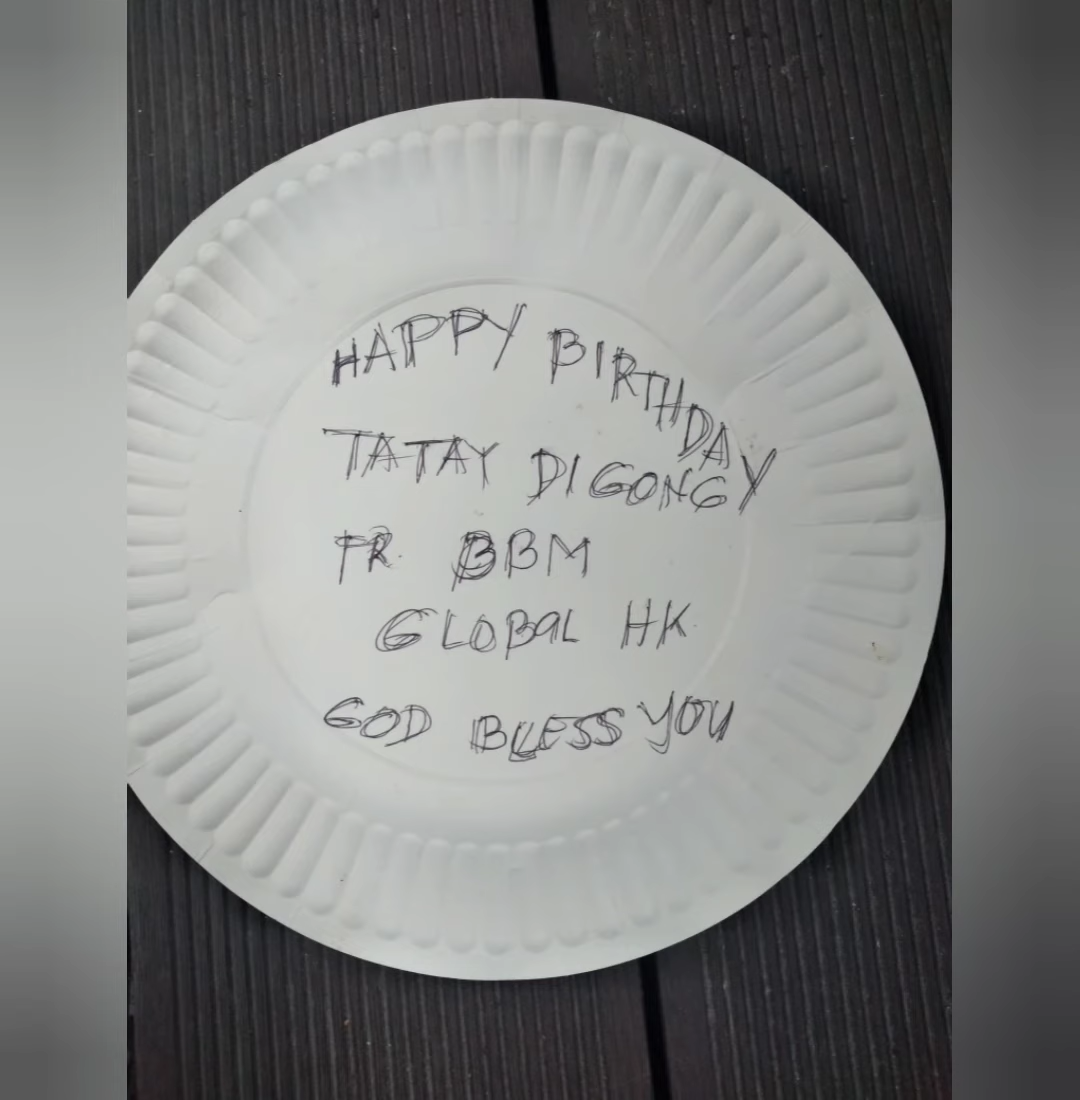 HAPPY BIRTHDAY
TATAY DIGONG
FR. BBM
GLOBaL HK
GOD BLESS YOU